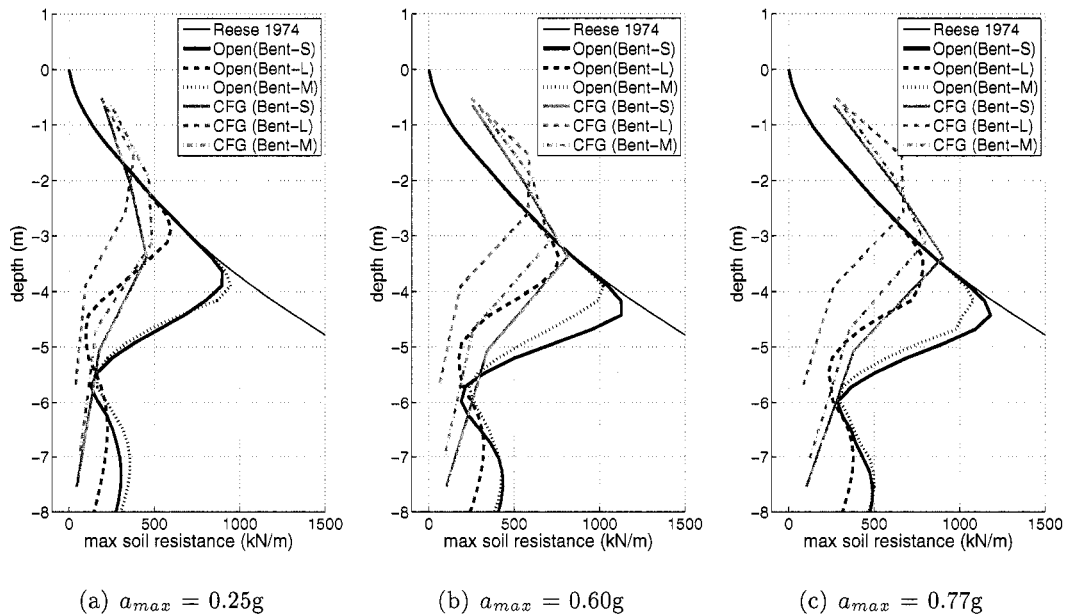 1
0
−1
−2
−3
−4
−5
−6
−7
−8
depth (m)
0
500
1000
1500
max soil resistance (kN/m)
Reese 1974
Open(Bent−S)
Open(Bent−L)
Open(Bent−M)
CFG (Bent−S)
CFG (Bent−L)
CFG (Bent−M)
(a) a_max = 0.25g
1
0
−1
−2
−3
−4
−5
−6
−7
−8
0
500
1000
1500
max soil resistance (kN/m)
Reese 1974
Open(Bent−S)
Open(Bent−L)
Open(Bent−M)
CFG (Bent−S)
CFG (Bent−L)
CFG (Bent−M)
(b) a_max = 0.60g
1
0
−1
−2
−3
−4
−5
−6
−7
−8
0
500
1000
1500
max soil resistance (kN/m)
Reese 1974
Open(Bent−S)
Open(Bent−L)
Open(Bent−M)
CFG (Bent−S)
CFG (Bent−L)
CFG (Bent−M)
(c) a_max = 0.77g